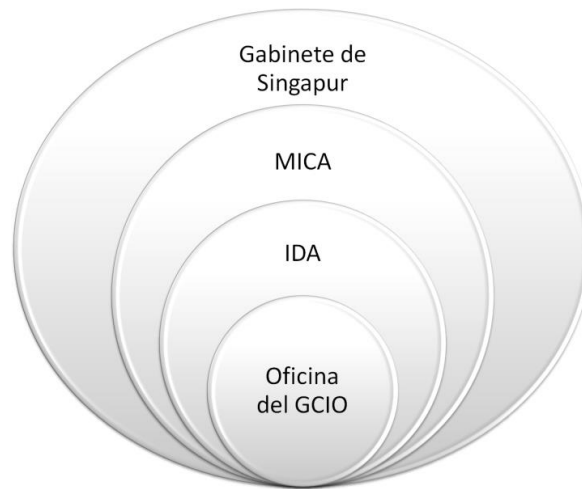 Gabinete de
Singapur
MICA
IDA
Oficina
del GCIO